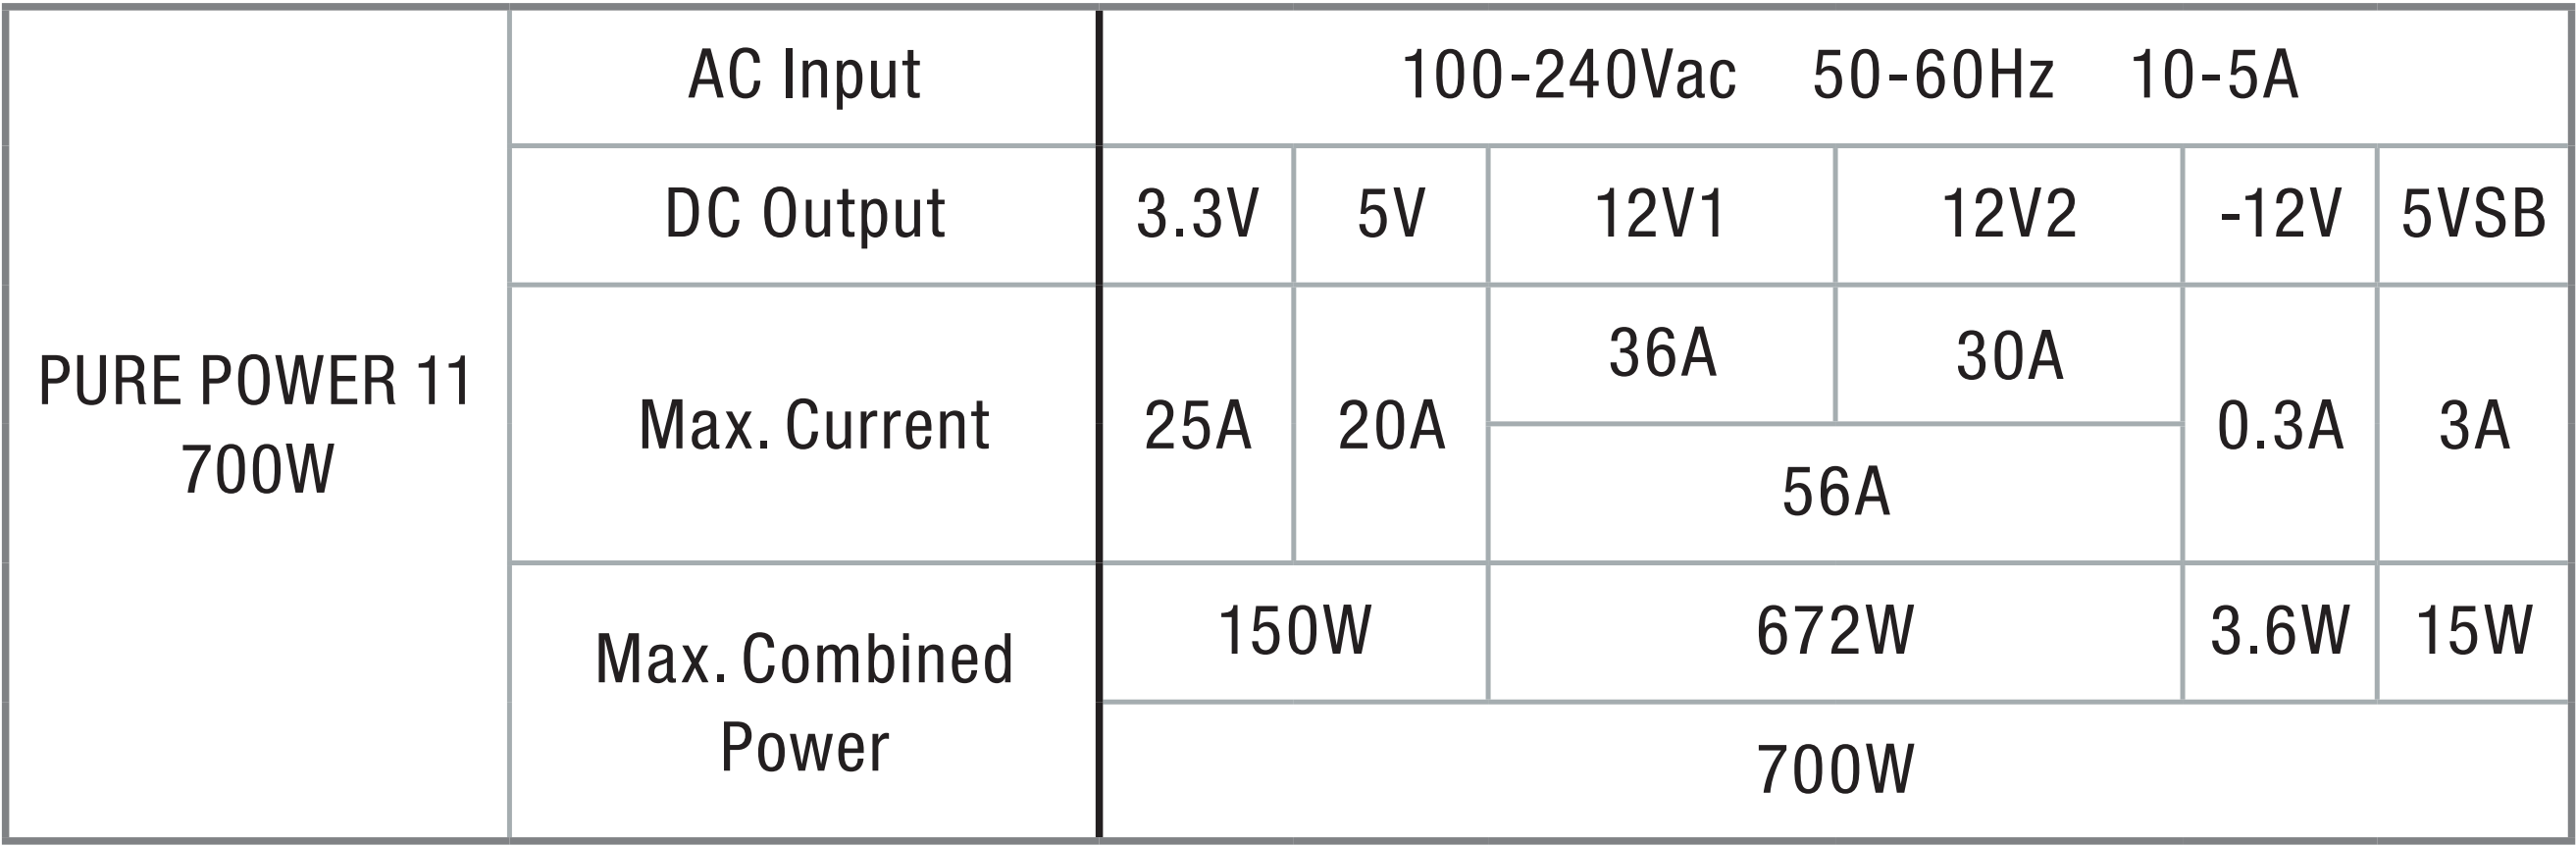 PURE POWER 11
700W
AC Input
100-240Vac 50-60Hz 10-5A
DC Output
3.3V 5V 12V1 12V2 -12V 5VSB
Max. Current
25A 20A 36A 30A 0.3A 3A
56A
Max. Combined
Power
150W 672W 3.6W 15W
700W